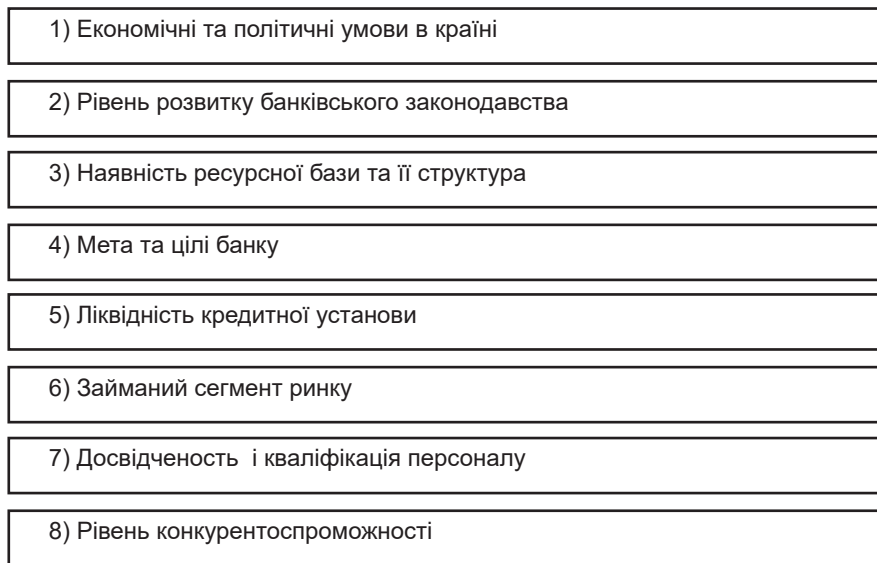 1) Економічні та політичні умови в країні
2) Рівень розвитку банківського законодавства
3) Наявність ресурсної бази та її структура
4) Мета та цілі банку
5) Ліквідність кредитної установи
6) Займаний сегмент ринку
7) Досвідченость  і кваліфікація персоналу
8) Рівень конкурентоспроможності